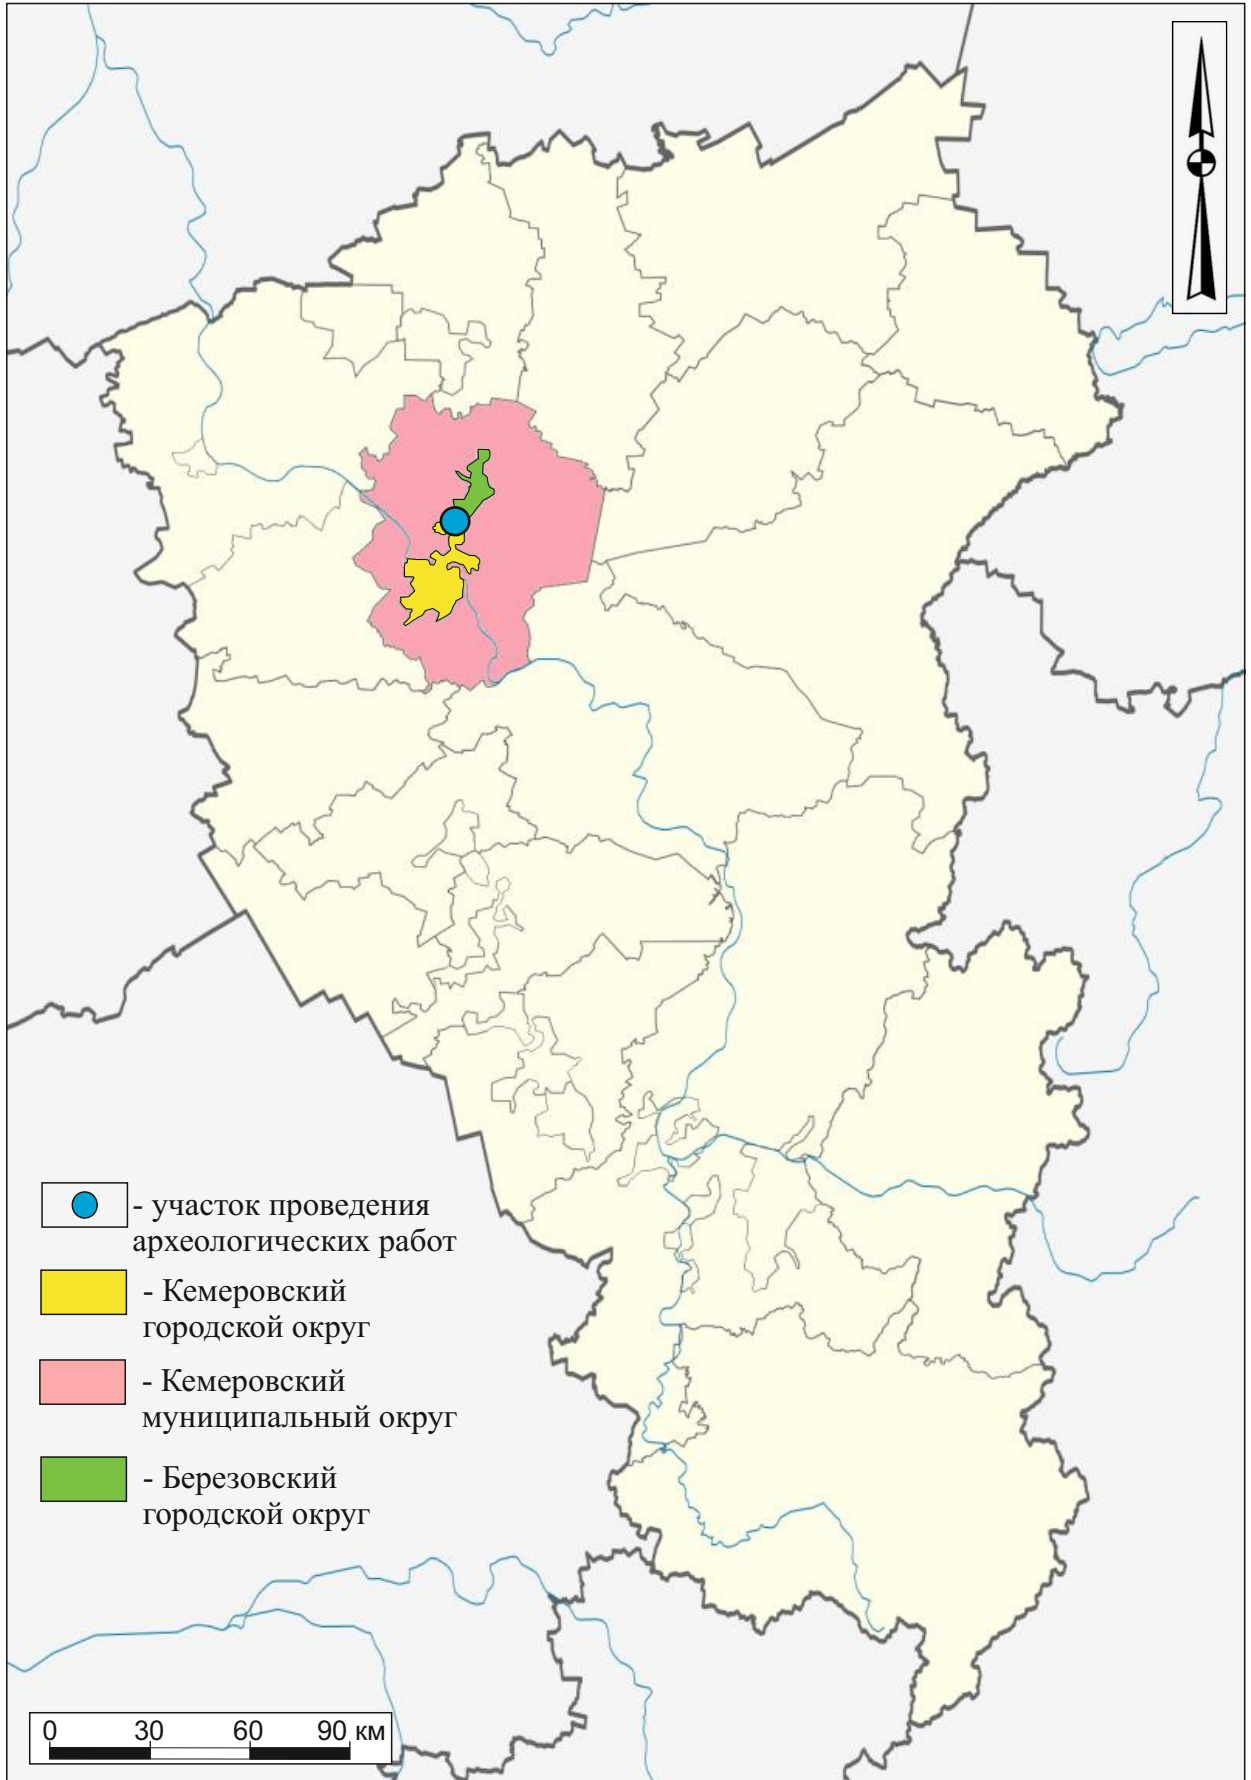 - участок проведения
археологических работ
- Кемеровский
городской округ
- Кемеровский
муниципальный округ
- Березовский
городской округ
0 30 60 90 км